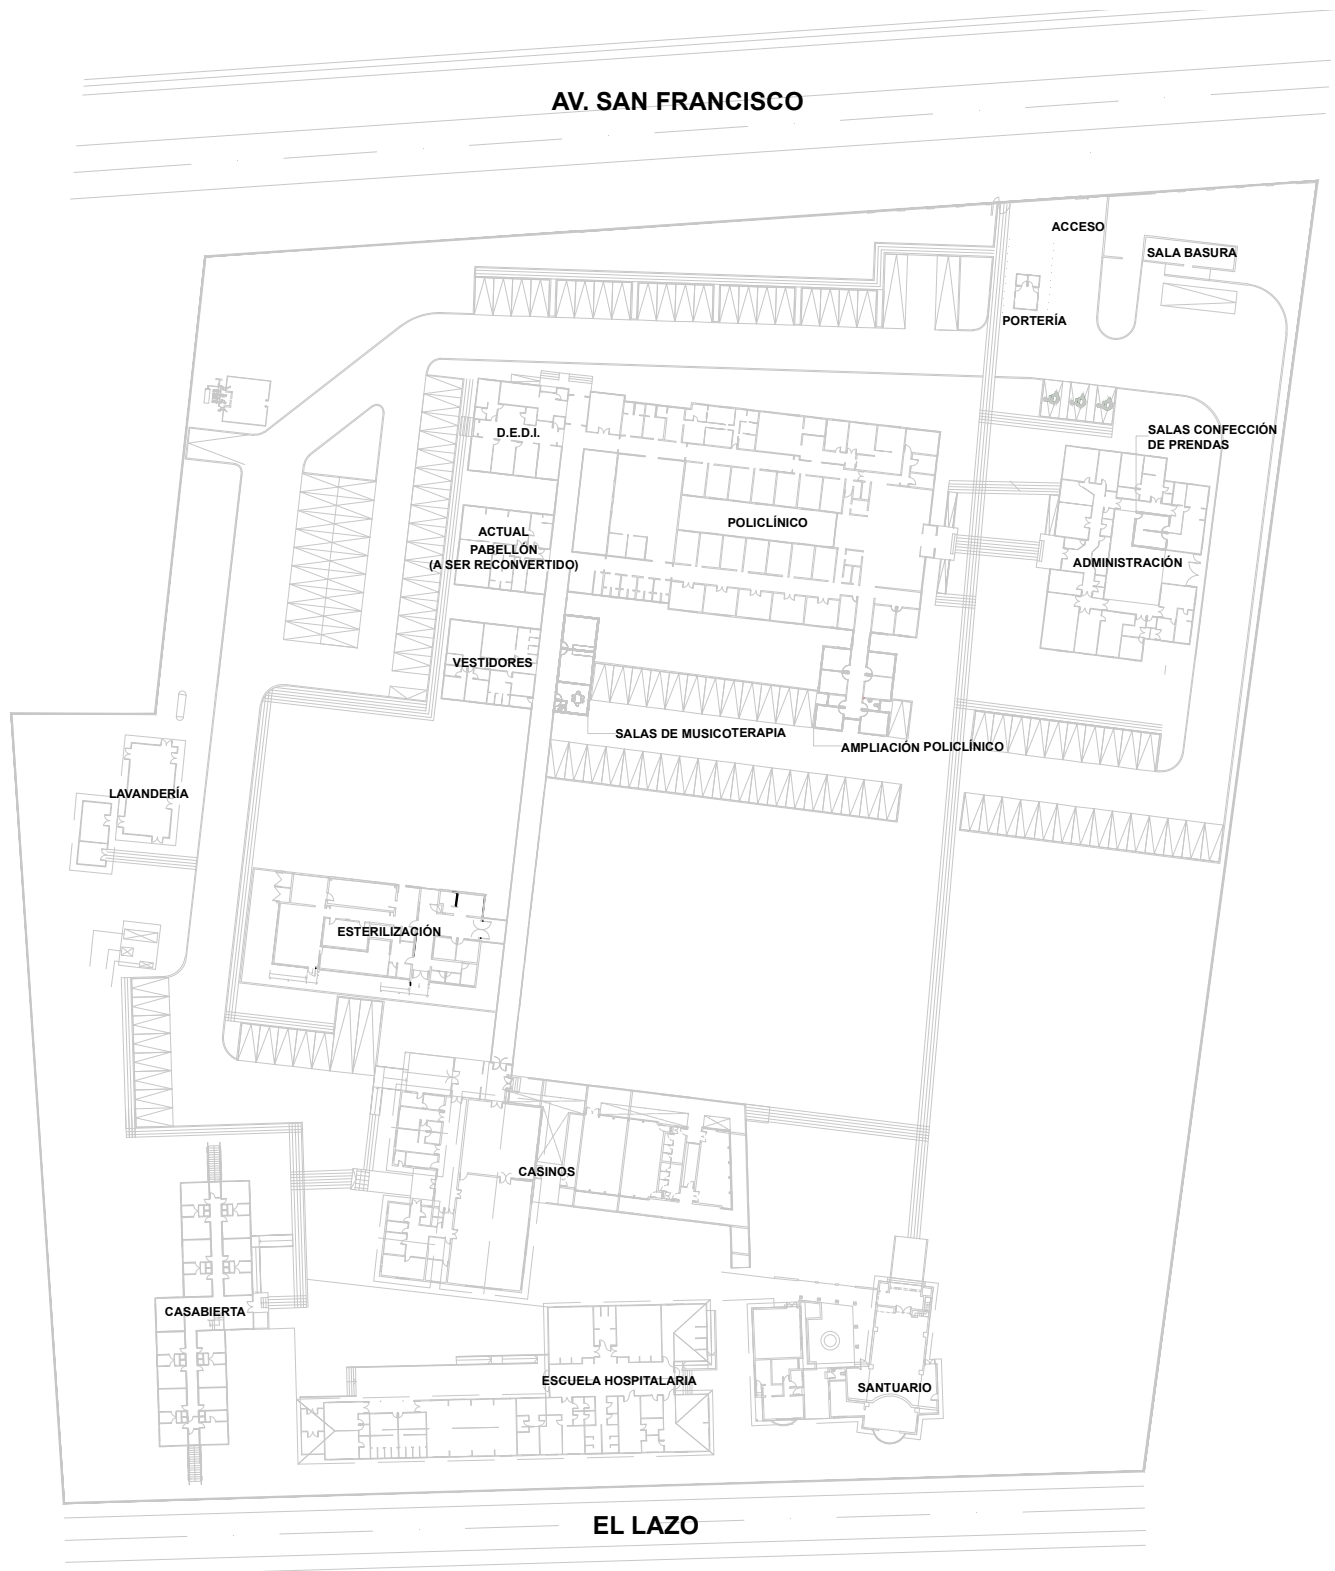 AV. SAN FRANCISCO
ACCESO
SALA BASURA
PORTERÍA
SALAS CONFECCIÓN
DE PRENDAS
D.E.D.I.
POLICLÍNICO
ACTUAL
PABELLÓN
(A SER RECONVERTIDO)
ADMINISTRACIÓN
VESTIDORES
SALAS DE MUSICOTERAPIA
AMPLIACIÓN POLICLÍNICO
LAVANDERÍA
ESTERILIZACIÓN
CASINOS
CASABIERTA
ESCUELA HOSPITALARIA
SANTUARIO
EL LAZO